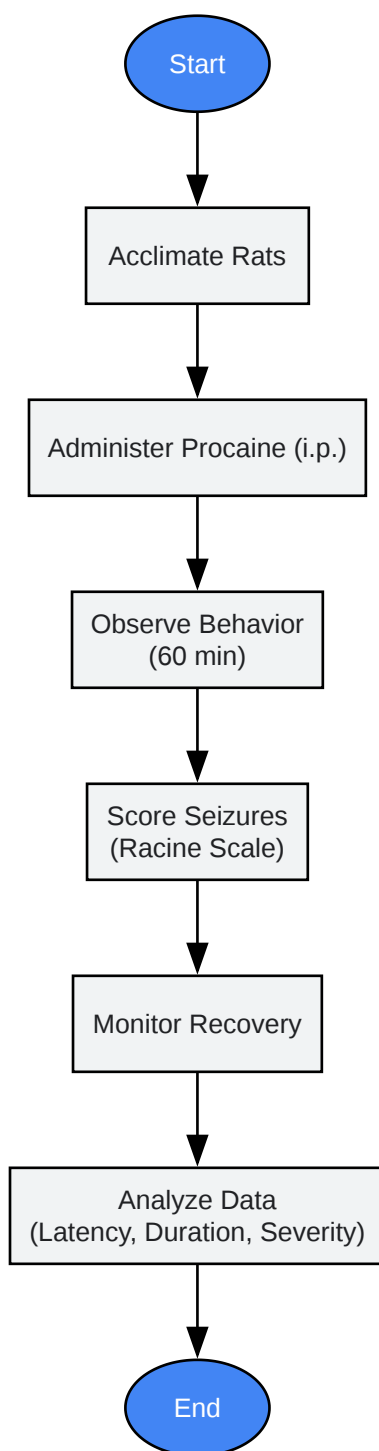 Start
Acclimate Rats
Administer Procaine (i.p.)
Observe Behavior
(60 min)
Score Seizures
(Racine Scale)
Monitor Recovery
Analyze Data
(Latency, Duration, Severity)
End